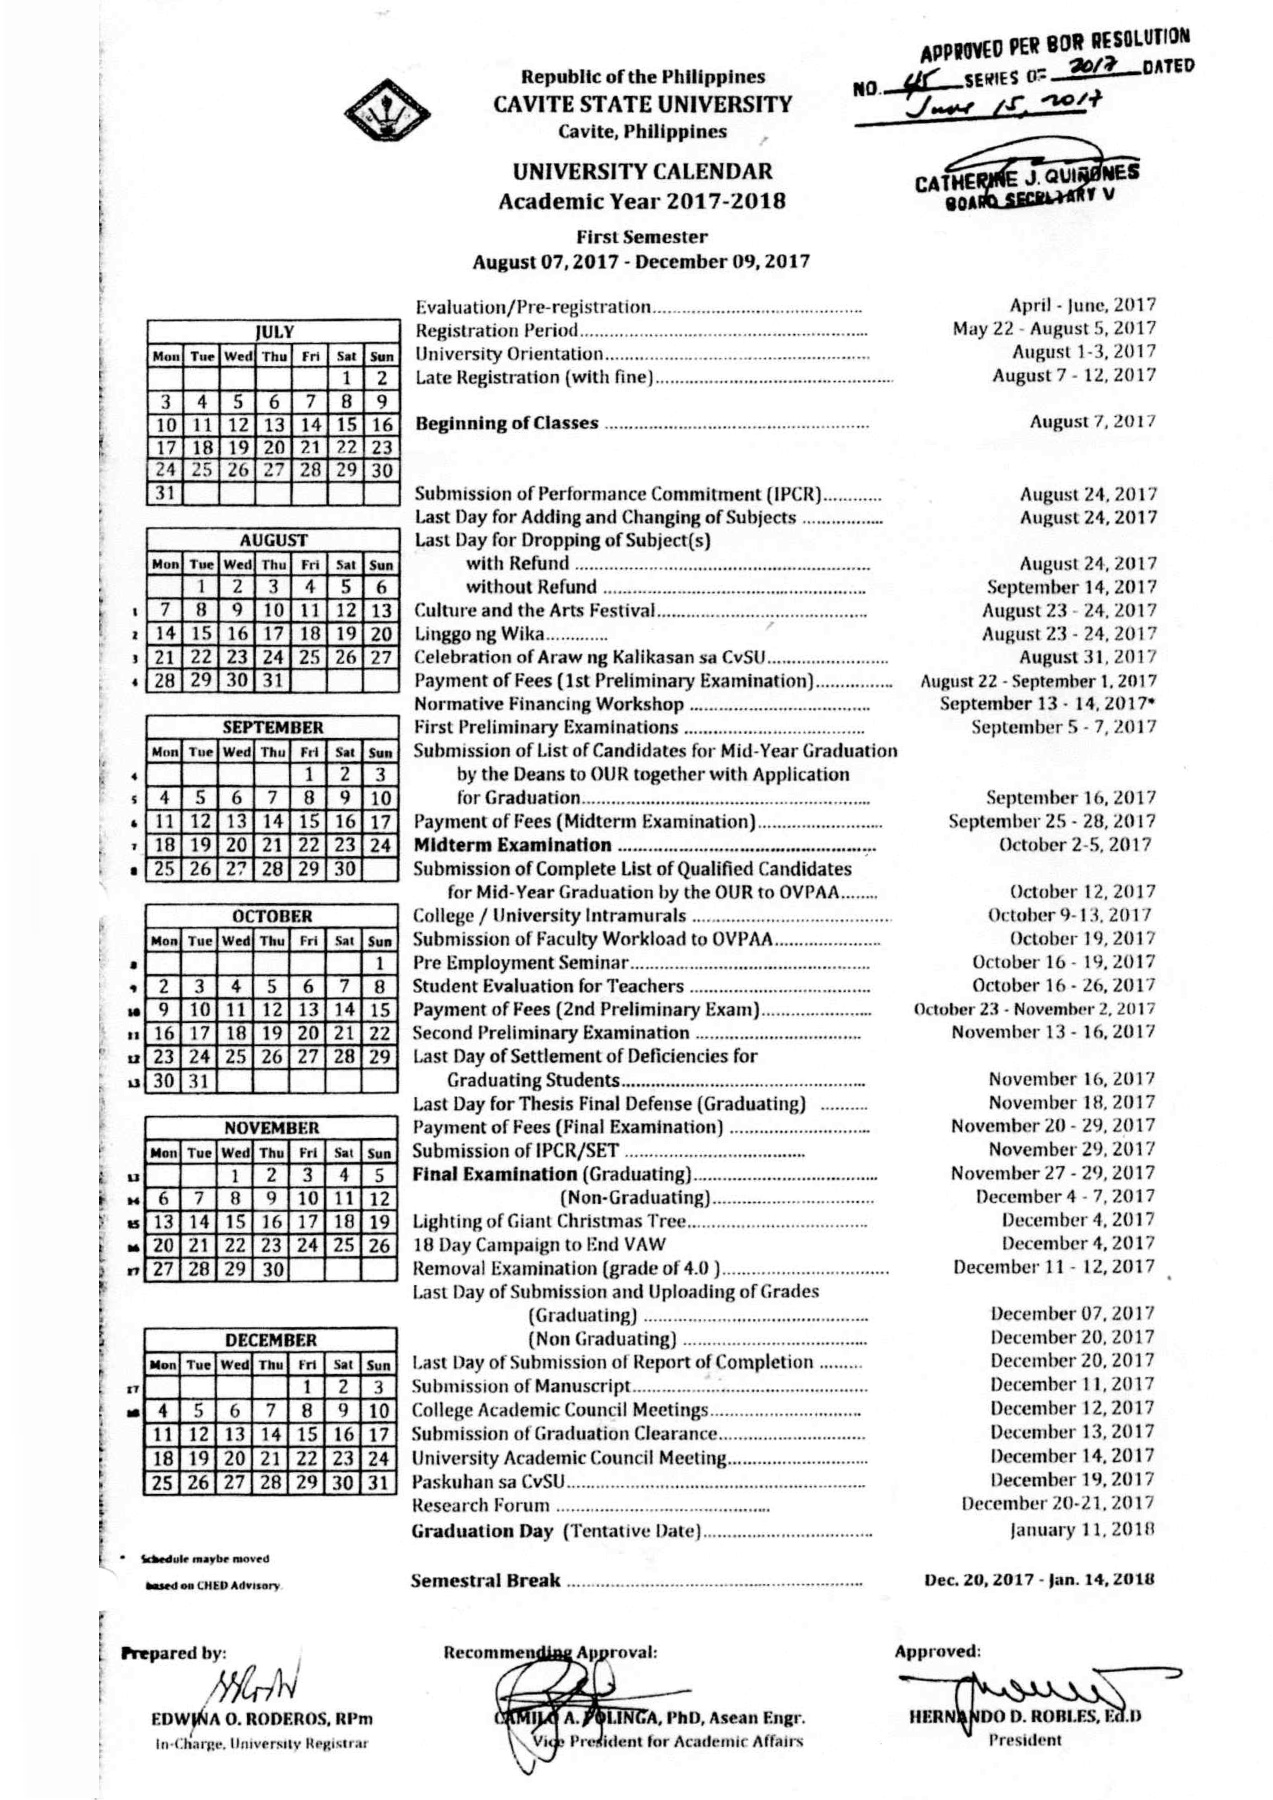 APPROVED PER BOR RESOLUTION
NO. 45 SERIES OF 2017 DATED
June 15, 2017
CATHERINE J. QUIÑONES
BOARD SECRETARY V
Republic of the Philippines
CAVITE STATE UNIVERSITY
Cavite, Philippines
UNIVERSITY CALENDAR
Academic Year 2017-2018
First Semester
August 07, 2017 - December 09, 2017
JULY
Mon Tue Wed Thu Fri Sat Sun
1 2
3 4 5 6 7 8 9
10 11 12 13 14 15 16
17 18 19 20 21 22 23
24 25 26 27 28 29 30
31
AUGUST
Mon Tue Wed Thu Fri Sat Sun
1 2 3 4 5 6
1 7 8 9 10 11 12 13
2 14 15 16 17 18 19 20
3 21 22 23 24 25 26 27
4 28 29 30 31
SEPTEMBER
Mon Tue Wed Thu Fri Sat Sun
4 1 2 3
5 4 5 6 7 8 9 10
6 11 12 13 14 15 16 17
7 18 19 20 21 22 23 24
8 25 26 27 28 29 30
OCTOBER
Mon Tue Wed Thu Fri Sat Sun
8 1
9 2 3 4 5 6 7 8
10 9 10 11 12 13 14 15
11 16 17 18 19 20 21 22
12 23 24 25 26 27 28 29
13 30 31
NOVEMBER
Mon Tue Wed Thu Fri Sat Sun
13 1 2 3 4 5
14 6 7 8 9 10 11 12
15 13 14 15 16 17 18 19
16 20 21 22 23 24 25 26
17 27 28 29 30
DECEMBER
Mon Tue Wed Thu Fri Sat Sun
17 1 2 3
18 4 5 6 7 8 9 10
11 12 13 14 15 16 17
18 19 20 21 22 23 24
25 26 27 28 29 30 31
* Schedule maybe moved
based on CHED Advisory.
Evaluation/Pre-registration.......... April - June, 2017
Registration Period.......... May 22 - August 5, 2017
University Orientation.......... August 1-3, 2017
Late Registration (with fine).......... August 7 - 12, 2017
Beginning of Classes .......... August 7, 2017
Submission of Performance Commitment (IPCR).......... August 24, 2017
Last Day for Adding and Changing of Subjects .......... August 24, 2017
Last Day for Dropping of Subject(s)
with Refund .......... August 24, 2017
without Refund .......... September 14, 2017
Culture and the Arts Festival.......... August 23 - 24, 2017
Linggo ng Wika.......... August 23 - 24, 2017
Celebration of Araw ng Kalikasan sa CvSU.......... August 31, 2017
Payment of Fees (1st Preliminary Examination).......... August 22 - September 1, 2017
Normative Financing Workshop .......... September 13 - 14, 2017*
First Preliminary Examinations .......... September 5 - 7, 2017
Submission of List of Candidates for Mid-Year Graduation
by the Deans to OUR together with Application
for Graduation.......... September 16, 2017
Payment of Fees (Midterm Examination).......... September 25 - 28, 2017
Midterm Examination .......... October 2-5, 2017
Submission of Complete List of Qualified Candidates
for Mid-Year Graduation by the OUR to OVPAA.......... October 12, 2017
College / University Intramurals .......... October 9-13, 2017
Submission of Faculty Workload to OVPAA.......... October 19, 2017
Pre Employment Seminar.......... October 16 - 19, 2017
Student Evaluation for Teachers .......... October 16 - 26, 2017
Payment of Fees (2nd Preliminary Exam).......... October 23 - November 2, 2017
Second Preliminary Examination .......... November 13 - 16, 2017
Last Day of Settlement of Deficiencies for
Graduating Students.......... November 16, 2017
Last Day for Thesis Final Defense (Graduating) .......... November 18, 2017
Payment of Fees (Final Examination) .......... November 20 - 29, 2017
Submission of IPCR/SET .......... November 29, 2017
Final Examination (Graduating).......... November 27 - 29, 2017
(Non-Graduating).......... December 4 - 7, 2017
Lighting of Giant Christmas Tree.......... December 4, 2017
18 Day Campaign to End VAW December 4, 2017
Removal Examination (grade of 4.0 ).......... December 11 - 12, 2017
Last Day of Submission and Uploading of Grades
(Graduating) .......... December 07, 2017
(Non Graduating) .......... December 20, 2017
Last Day of Submission of Report of Completion .......... December 20, 2017
Submission of Manuscript.......... December 11, 2017
College Academic Council Meetings.......... December 12, 2017
Submission of Graduation Clearance.......... December 13, 2017
University Academic Council Meeting.......... December 14, 2017
Paskuhan sa CvSU.......... December 19, 2017
Research Forum .......... December 20-21, 2017
Graduation Day (Tentative Date).......... January 11, 2018
Semestral Break .......... Dec. 20, 2017 - Jan. 14, 2018
Prepared by:
EDWINA O. RODEROS, RPm
In-Charge, University Registrar
Recommending Approval:
CAMILO A. POLINGA, PhD, Asean Engr.
Vice President for Academic Affairs
Approved:
HERNANDO D. ROBLES, Ed.D
President